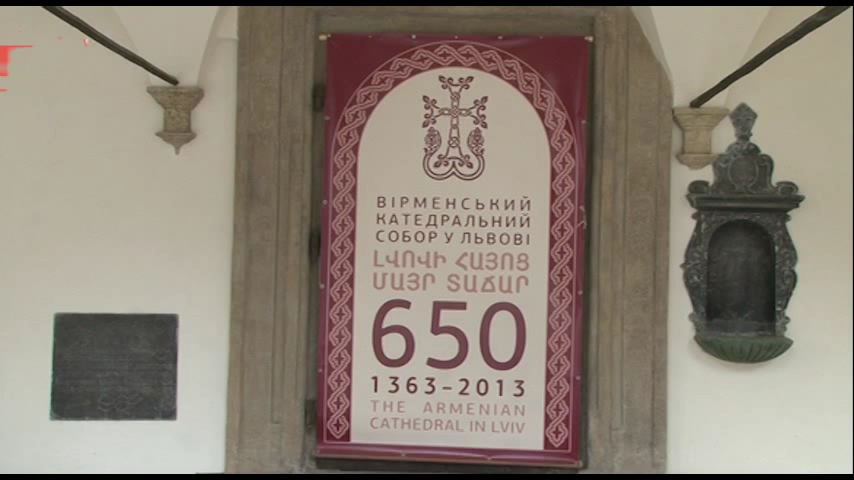 ВІРМЕНСЬКИЙ
КАТЕДРАЛЬНИЙ
СОБОР У ЛЬВОВІ
ԼՎՈՎԻ ՀԱՅՈՑ
ՄԱՅՐ ՏԱՃԱՐ
650
1363–2013
THE ARMENIAN
CATHEDRAL IN LVIV